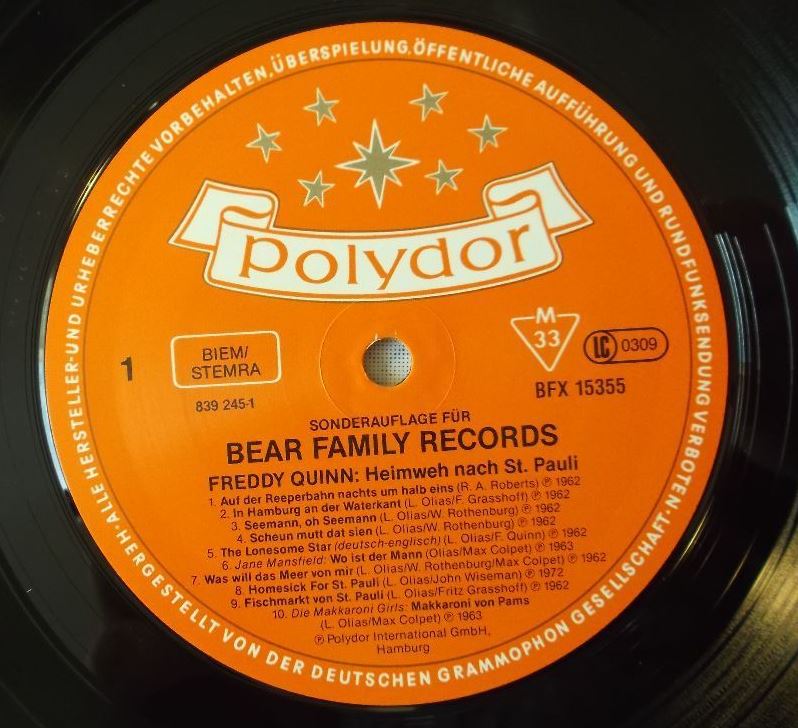 ALLE HERSTELLER-UND URHEBERRECHTE VORBEHALTEN, ÜBERSPIELUNG, ÖFFENTLICHE AUFFÜHRUNG UND RUNDFUNKSENDUNG VERBOTEN · HERGESTELLT VON DER DEUTSCHEN GRAMMOPHON GESELLSCHAFT ·
polydor
1
BIEM/
STEMRA
839 245-1
M
33
LC 0309
BFX 15355
SONDERAUFLAGE FÜR
BEAR FAMILY RECORDS
FREDDY QUINN: Heimweh nach St. Pauli
1. Auf der Reeperbahn nachts um halb eins (R. A. Roberts) ℗ 1962
2. In Hamburg an der Waterkant (L. Olias/F. Grasshoff) ℗ 1962
3. Seemann, oh Seemann (L. Olias/W. Rothenburg) ℗ 1962
4. Scheun mutt dat sien (L. Olias/W. Rothenburg) ℗ 1962
5. The Lonesome Star (deutsch-englisch) (L. Olias/F. Quinn) ℗ 1962
6. Jane Mansfield: Wo ist der Mann (Olias/Max Colpet) ℗ 1963
7. Was will das Meer von mir (L. Olias/W. Rothenburg/Max Colpet) ℗ 1962
8. Homesick For St. Pauli (L. Olias/John Wiseman) ℗ 1972
9. Fischmarkt von St. Pauli (L. Olias/Fritz Grasshoff) ℗ 1962
10. Die Makkaroni Girls: Makkaroni von Pams
(L. Olias/Max Colpet) ℗ 1963
℗ Polydor International GmbH,
Hamburg